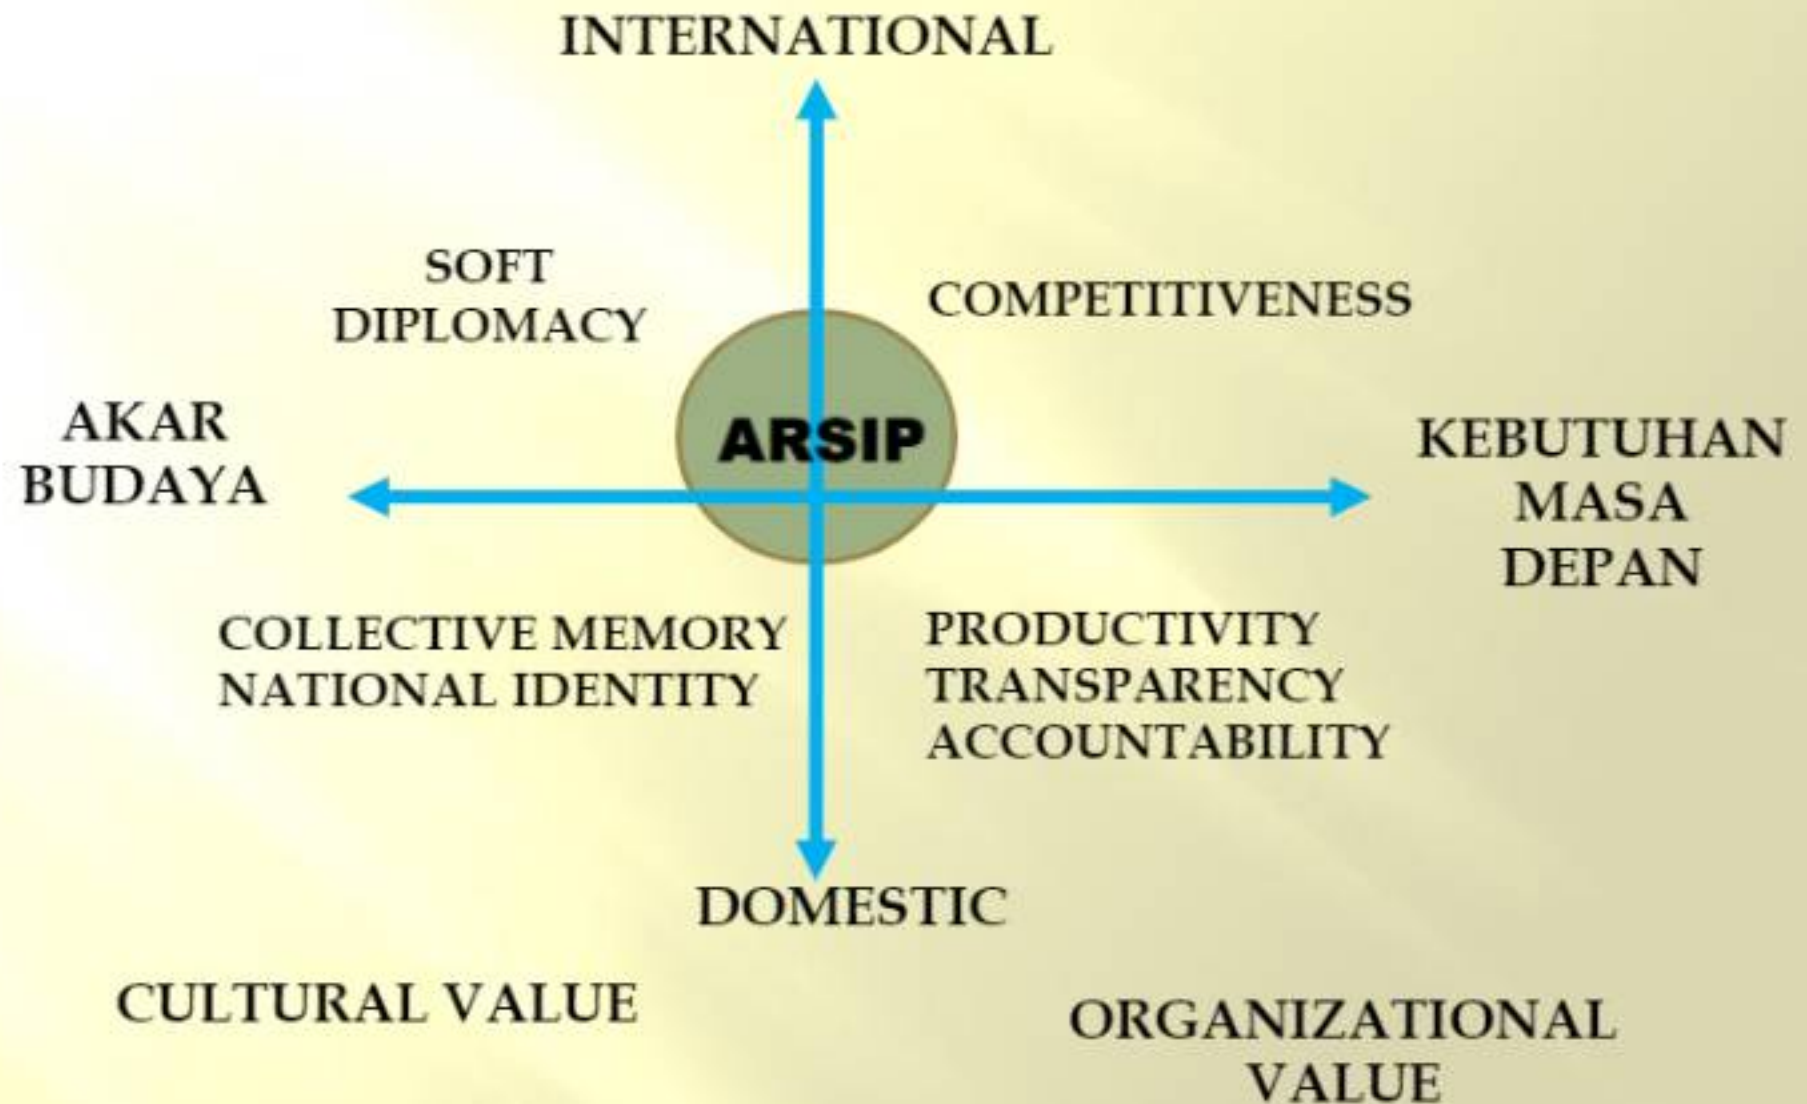 INTERNATIONAL
SOFT
DIPLOMACY
COMPETITIVENESS
AKAR
BUDAYA
ARSIP
KEBUTUHAN
MASA
DEPAN
COLLECTIVE MEMORY
NATIONAL IDENTITY
PRODUCTIVITY
TRANSPARENCY
ACCOUNTABILITY
DOMESTIC
CULTURAL VALUE
ORGANIZATIONAL
VALUE